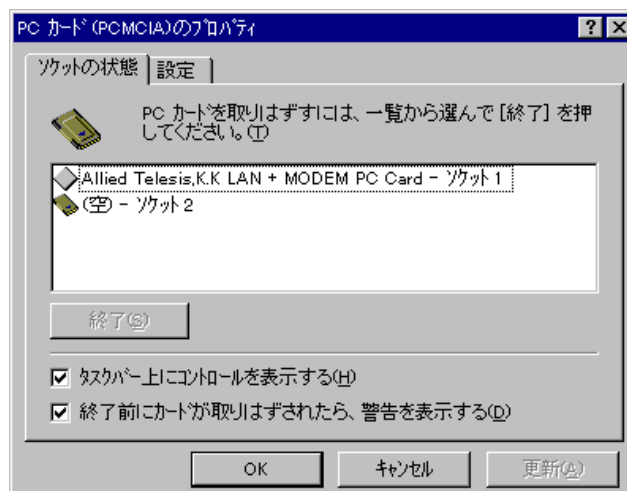 PC ｶｰﾄﾞ(PCMCIA)のﾌﾟﾛﾊﾟﾃｨ
ソケットの状態 設定
PC カードを取りはずすには、一覧から選んで [終了] を押
してください。(T)
Allied Telesis,K.K LAN + MODEM PC Card - ソケット 1
(空) - ソケット 2
終了(S)
タスクバー上にコントロールを表示する(H)
終了前にカードが取りはずされたら、警告を表示する(D)
OK ｷｬﾝｾﾙ 更新(A)